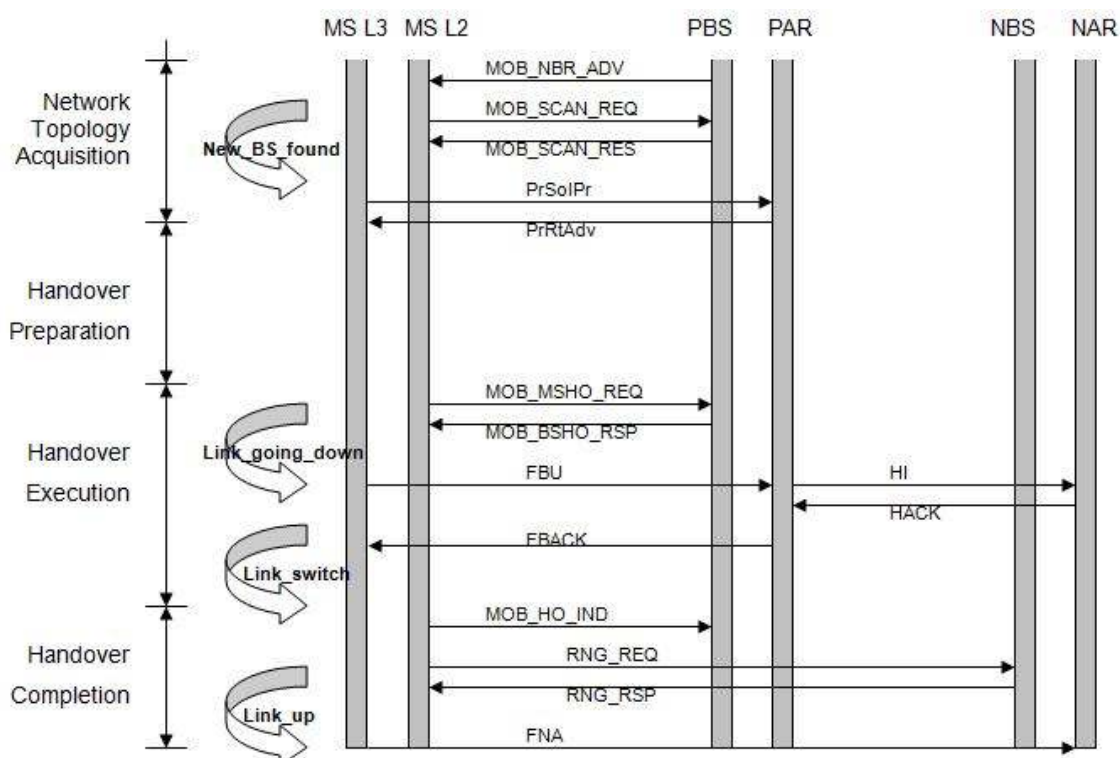 MS L3 MS L2 PBS PAR NBS NAR
MOB_NBR_ADV
Network
Topology
Acquisition
MOB_SCAN_REQ
New_BS_found
MOB_SCAN_RES
PrSolPr
PrRtAdv
Handover
Preparation
MOB_MSHO_REQ
MOB_BSHO_RSP
Handover
Execution
Link_going_down
FBU HI
HACK
FBACK
Link_switch
MOB_HO_IND
Handover
Completion
RNG_REQ
RNG_RSP
Link_up
FNA